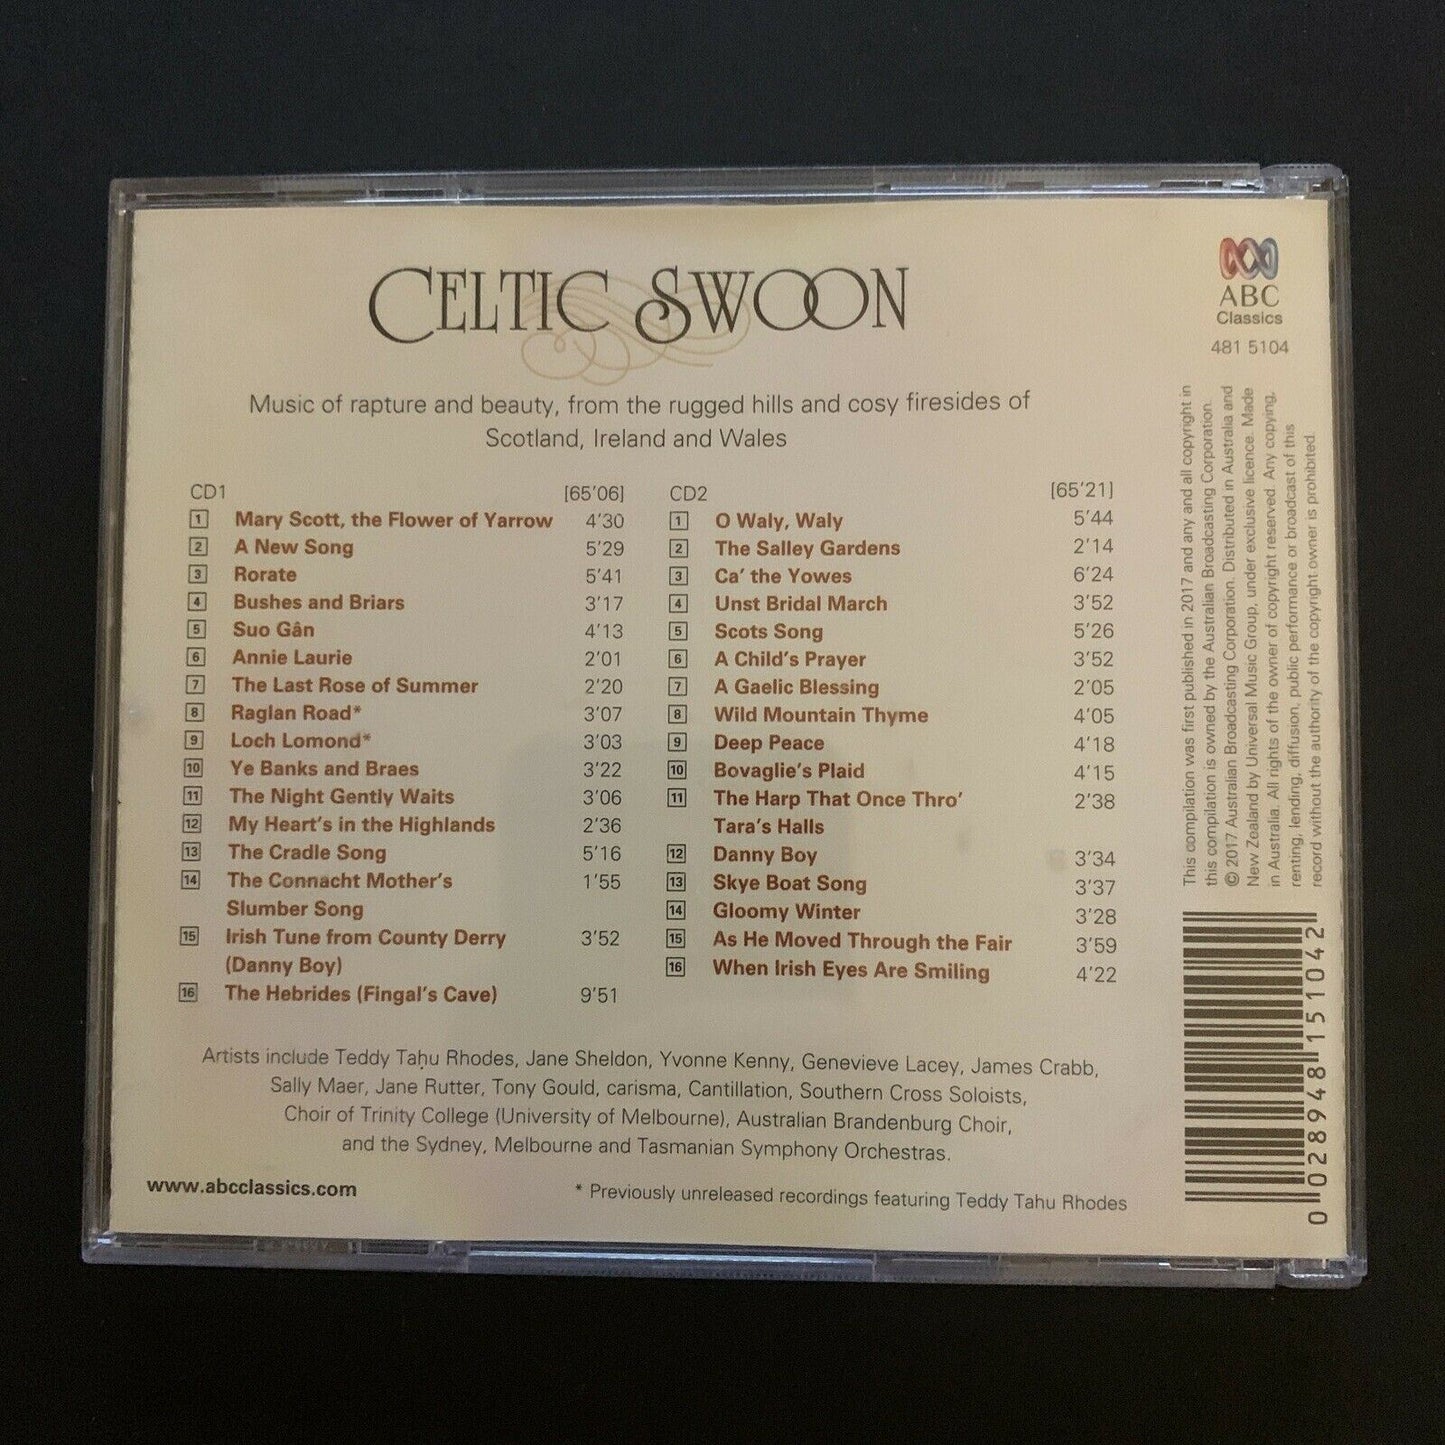 CELTIC SWOON
Music of rapture and beauty, from the rugged hills and cosy firesides of
Scotland, Ireland and Wales
CD1 [65'06]
1 Mary Scott, the Flower of Yarrow 4'30
2 A New Song 5'29
3 Rorate 5'41
4 Bushes and Briars 3'17
5 Suo Gân 4'13
6 Annie Laurie 2'01
7 The Last Rose of Summer 2'20
8 Raglan Road* 3'07
9 Loch Lomond* 3'03
10 Ye Banks and Braes 3'22
11 The Night Gently Waits 3'06
12 My Heart's in the Highlands 2'36
13 The Cradle Song 5'16
14 The Connacht Mother's 1'55
Slumber Song
15 Irish Tune from County Derry 3'52
(Danny Boy)
16 The Hebrides (Fingal's Cave) 9'51
CD2 [65'21]
1 O Waly, Waly 5'44
2 The Salley Gardens 2'14
3 Ca' the Yowes 6'24
4 Unst Bridal March 3'52
5 Scots Song 5'26
6 A Child's Prayer 3'52
7 A Gaelic Blessing 2'05
8 Wild Mountain Thyme 4'05
9 Deep Peace 4'18
10 Bovaglie's Plaid 4'15
11 The Harp That Once Thro' 2'38
Tara's Halls
12 Danny Boy 3'34
13 Skye Boat Song 3'37
14 Gloomy Winter 3'28
15 As He Moved Through the Fair 3'59
16 When Irish Eyes Are Smiling 4'22
Artists include Teddy Tahu Rhodes, Jane Sheldon, Yvonne Kenny, Genevieve Lacey, James Crabb,
Sally Maer, Jane Rutter, Tony Gould, carisma, Cantillation, Southern Cross Soloists,
Choir of Trinity College (University of Melbourne), Australian Brandenburg Choir,
and the Sydney, Melbourne and Tasmanian Symphony Orchestras.
www.abcclassics.com
* Previously unreleased recordings featuring Teddy Tahu Rhodes
ABC
Classics
481 5104
This compilation was first published in 2017 and any and all copyright in
this compilation is owned by the Australian Broadcasting Corporation.
© 2017 Australian Broadcasting Corporation. Distributed in Australia and
New Zealand by Universal Music Group, under exclusive licence. Made
in Australia. All rights of the owner of copyright reserved. Any copying,
renting, lending, diffusion, public performance or broadcast of this
record without the authority of the copyright owner is prohibited.
0 028948 151042